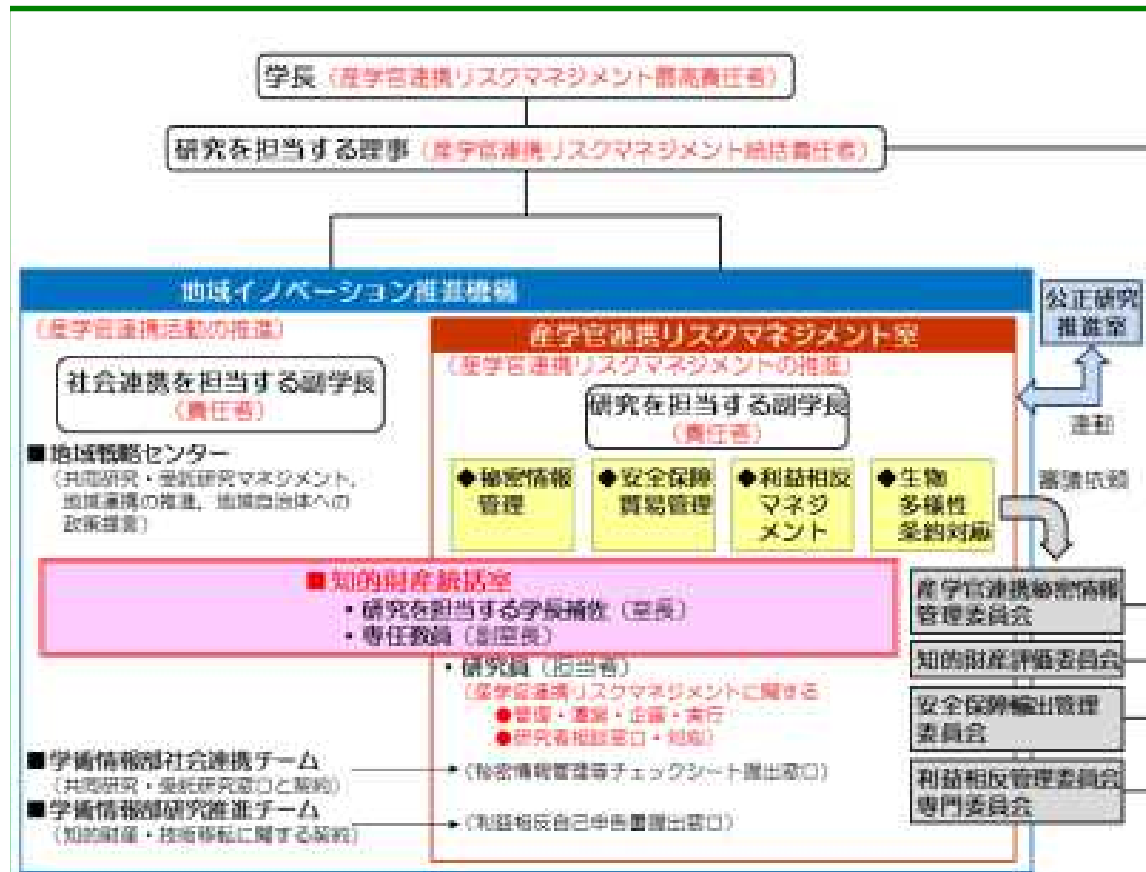 学長（産学官連携リスクマネジメント最高責任者）
研究を担当する理事（産学官連携リスクマネジメント統括責任者）
地域イノベーション推進機構
（産学官連携活動の推進）
社会連携を担当する副学長
（責任者）
■地域戦略センター
（共同研究・受託研究マネジメント，
地域連携の推進，地域自治体への
政策提言）
産学官連携リスクマネジメント室
（産学官連携リスクマネジメントの推進）
研究を担当する副学長
（責任者）
◆秘密情報
管理
◆安全保障
貿易管理
◆利益相反
マネジ
メント
◆生物
多様性
条約対応
公正研究
推進室
連動
審議依頼
■知的財産統括室
・研究を担当する学長補佐（室長）
・専任教員（副室長）
・研究員（担当者）
（産学官連携リスクマネジメントに関する
●管理・運営・企画・実行
●研究者相談窓口・対応）
■学術情報部社会連携チーム
（共同研究・受託研究窓口と契約）
■学術情報部研究推進チーム
（知的財産・技術移転に関する契約）
（秘密情報管理等チェックシート提出窓口）
（利益相反自己申告書提出窓口）
産学官連携秘密情報
管理委員会
知的財産評価委員会
安全保障輸出管理
委員会
利益相反管理委員会
専門委員会